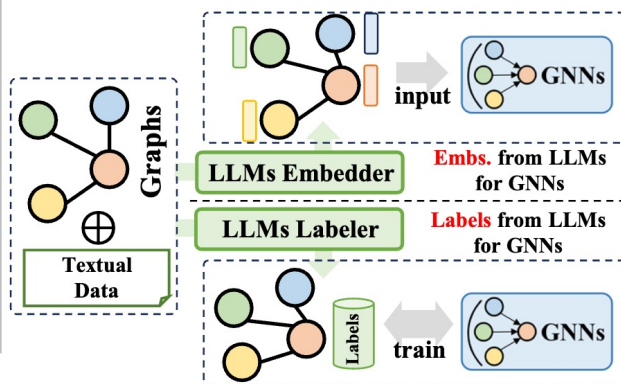 Graphs
Textual
Data
input
GNNs
LLMs Embedder
Embs. from LLMs
for GNNs
LLMs Labeler
Labels from LLMs
for GNNs
Labels
train
GNNs